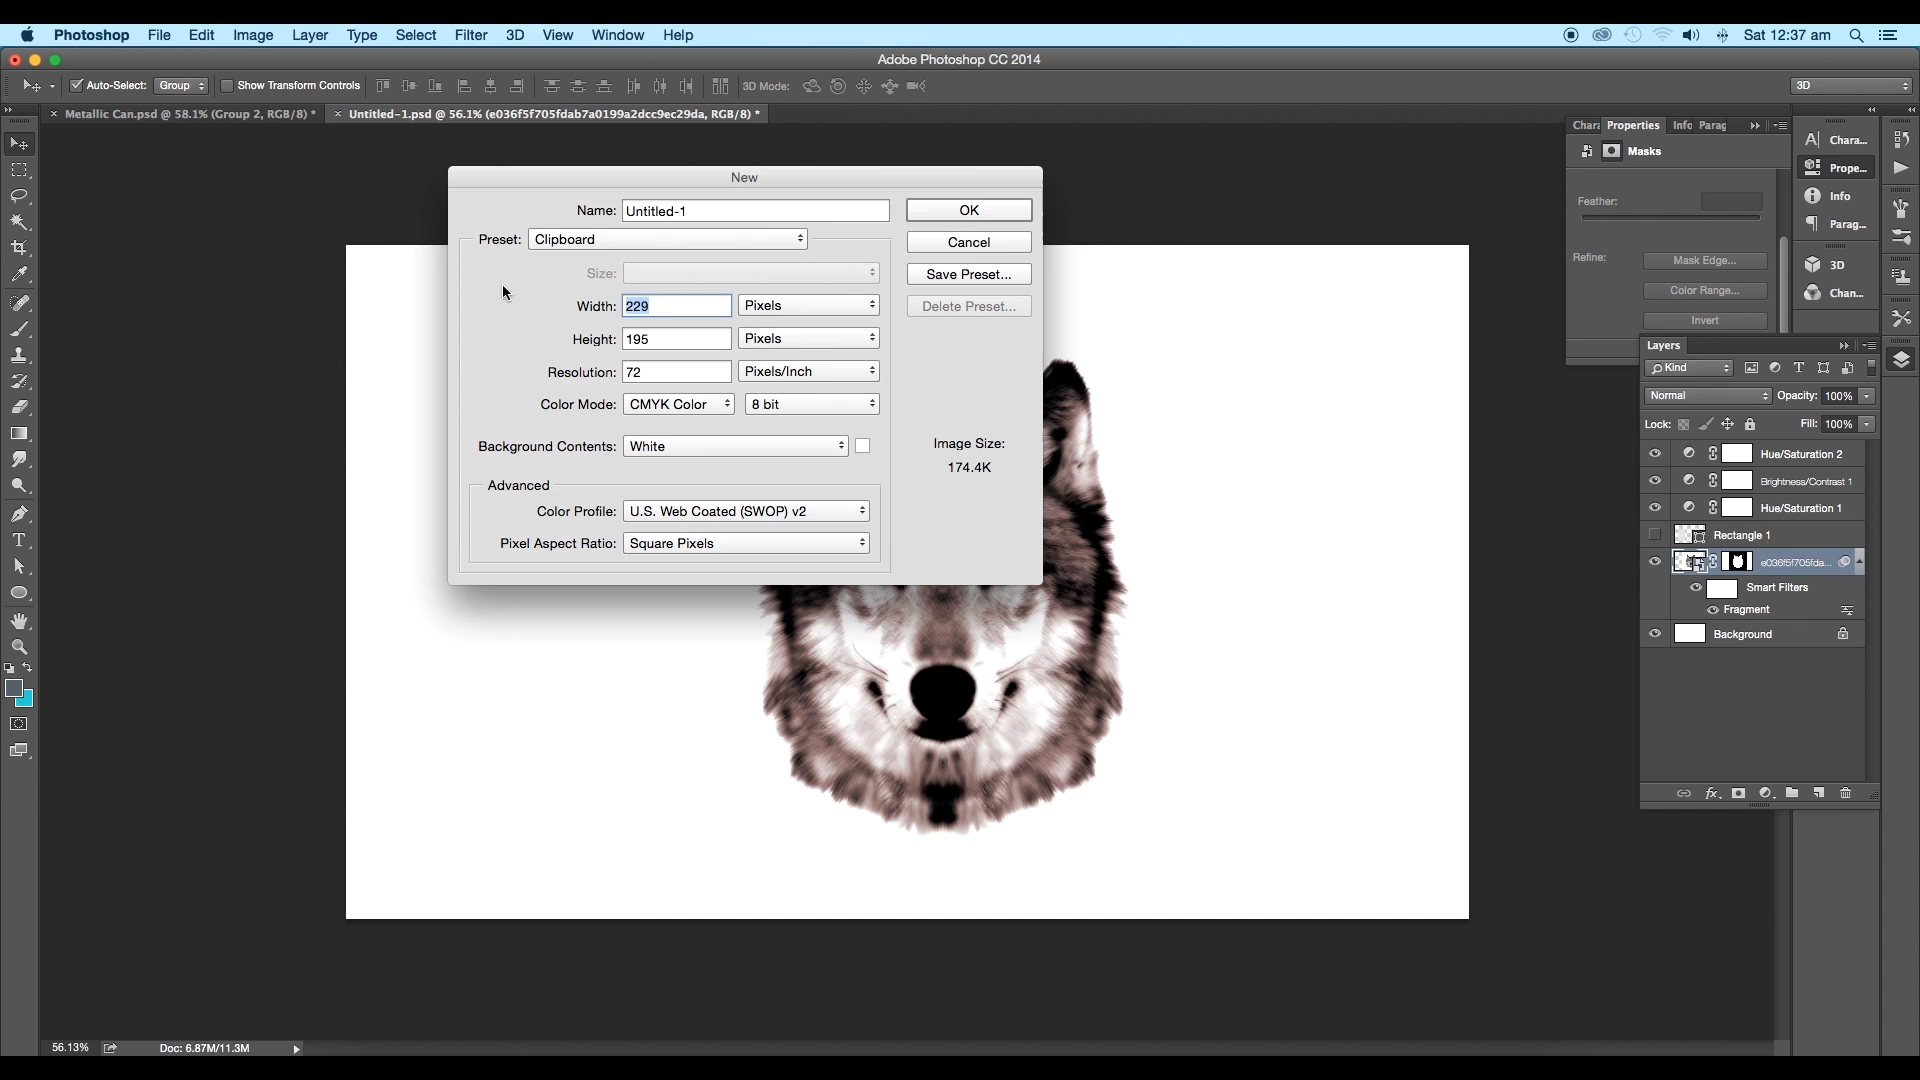 Photoshop File Edit Image Layer Type Select Filter 3D View Window Help Sat 12:37 am
Adobe Photoshop CC 2014
Auto-Select: Group Show Transform Controls 3D Mode: 3D
Metallic Can.psd @ 58.1% (Group 2, RGB/8) * Untitled-1.psd @ 56.1% (e036f5f705fdab7a0199a2dcc9ec29da, RGB/8) *
New
Name: Untitled-1 OK
Preset: Clipboard Cancel
Size: Save Preset...
Width: 229 Pixels Delete Preset...
Height: 195 Pixels
Resolution: 72 Pixels/Inch
Color Mode: CMYK Color 8 bit
Background Contents: White
Image Size:
174.4K
Advanced
Color Profile: U.S. Web Coated (SWOP) v2
Pixel Aspect Ratio: Square Pixels
Chara Properties Info Parag
Masks
Feather:
Refine: Mask Edge...
Color Range...
Invert
Chara...
Prope...
Info
Parag...
3D
Chan...
Layers
Kind
Normal Opacity: 100%
Lock: Fill: 100%
Hue/Saturation 2
Brightness/Contrast 1
Hue/Saturation 1
Rectangle 1
e036f5f705fda...
Smart Filters
Fragment
Background
fx
56.13% Doc: 6.87M/11.3M